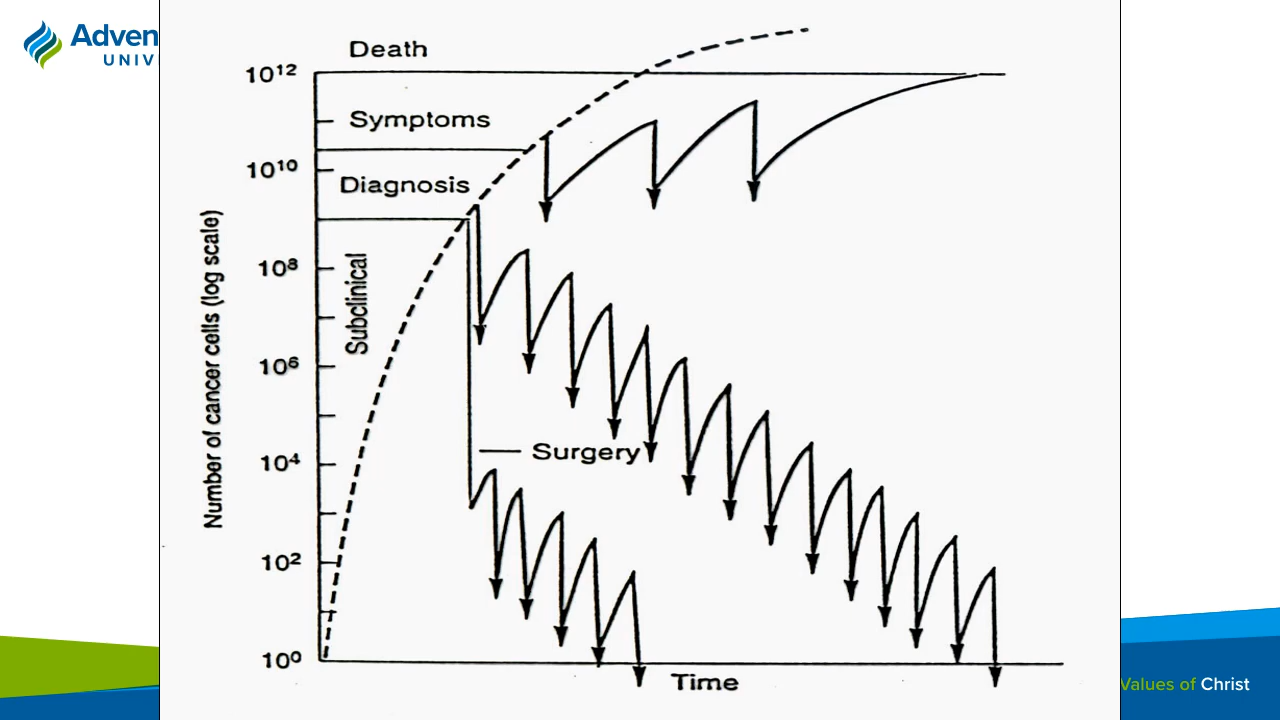 Adven
UNIV
Death
10¹²
Symptoms
10¹⁰
Diagnosis
10⁸
Subclinical
Number of cancer cells (log scale)
10⁶
Surgery
10⁴
10²
10⁰
Time
Values of Christ